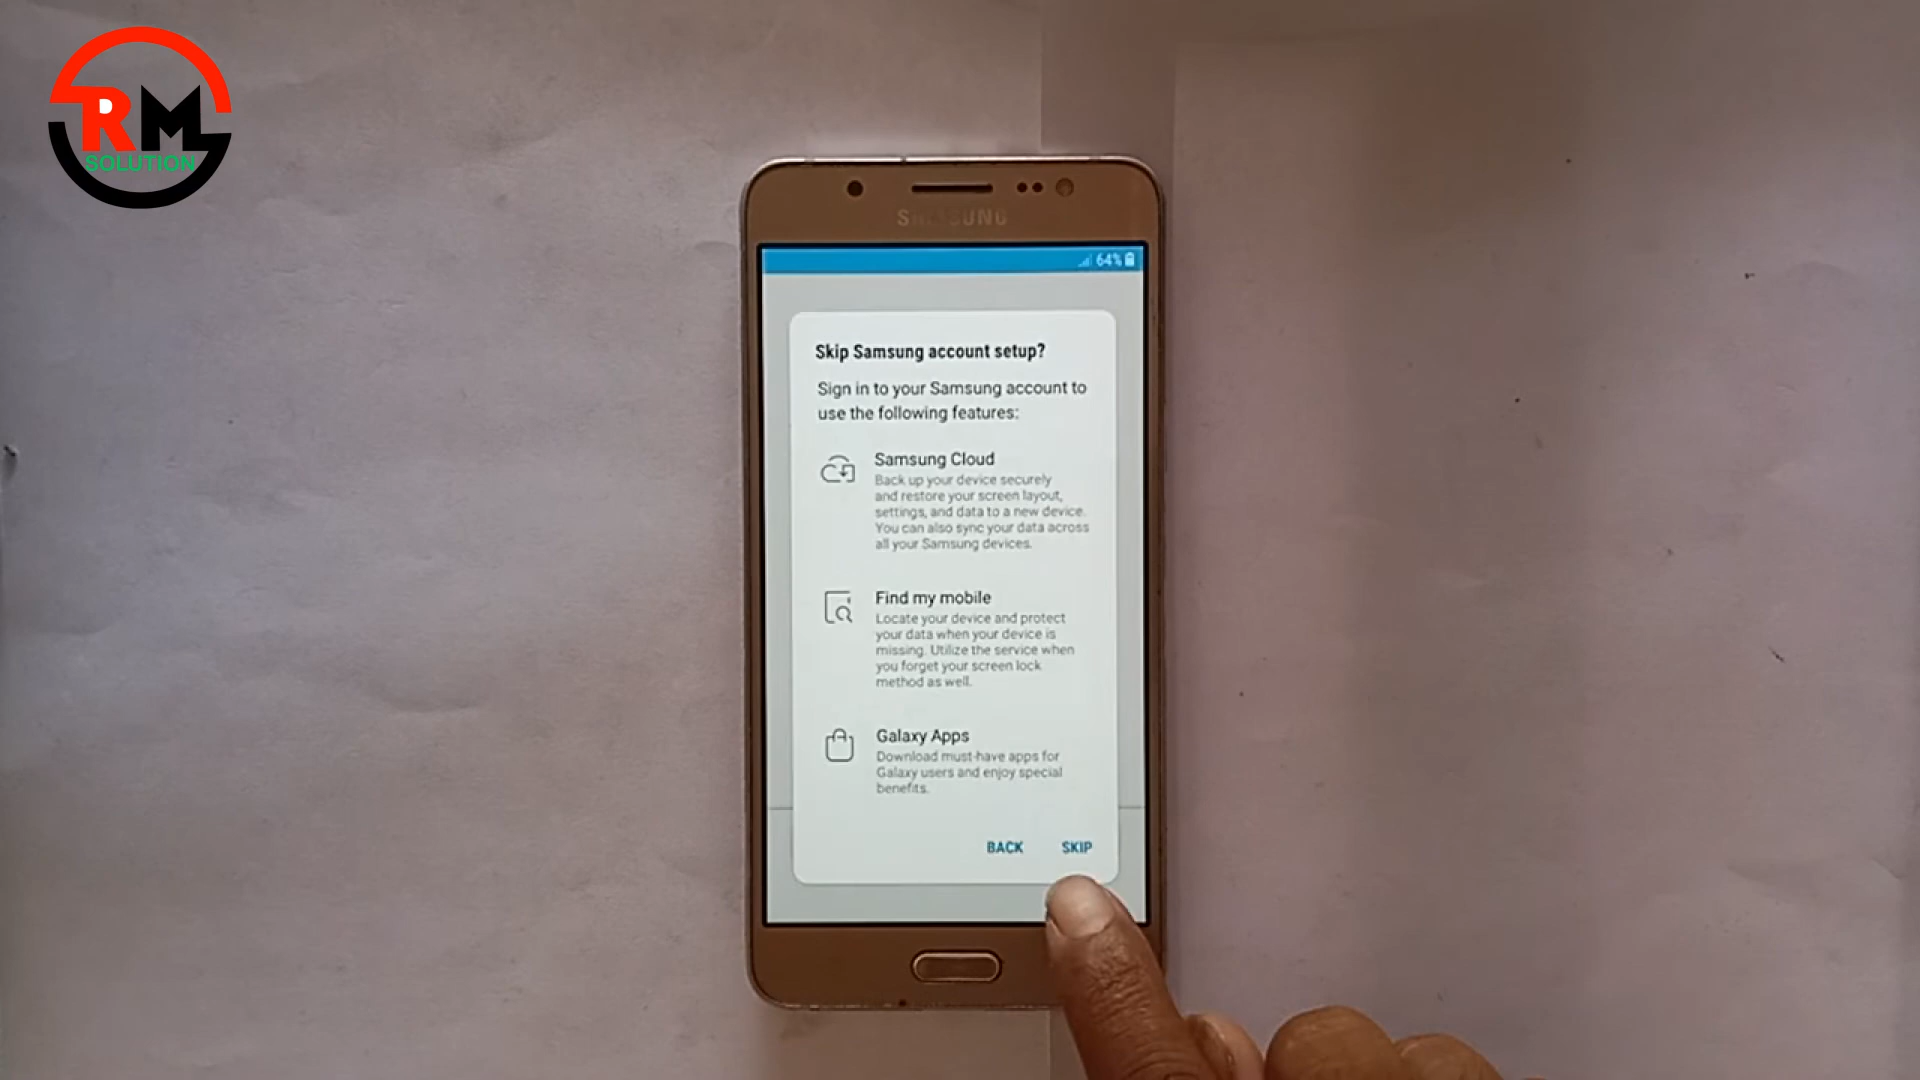 RM
SOLUTION
SAMSUNG
64%
Skip Samsung account setup?
Sign in to your Samsung account to
use the following features:
Samsung Cloud
Back up your device securely
and restore your screen layout,
settings, and data to a new device.
You can also sync your data across
all your Samsung devices.
Find my mobile
Locate your device and protect
your data when your device is
missing. Utilize the service when
you forget your screen lock
method as well.
Galaxy Apps
Download must-have apps for
Galaxy users and enjoy special
benefits.
BACK SKIP